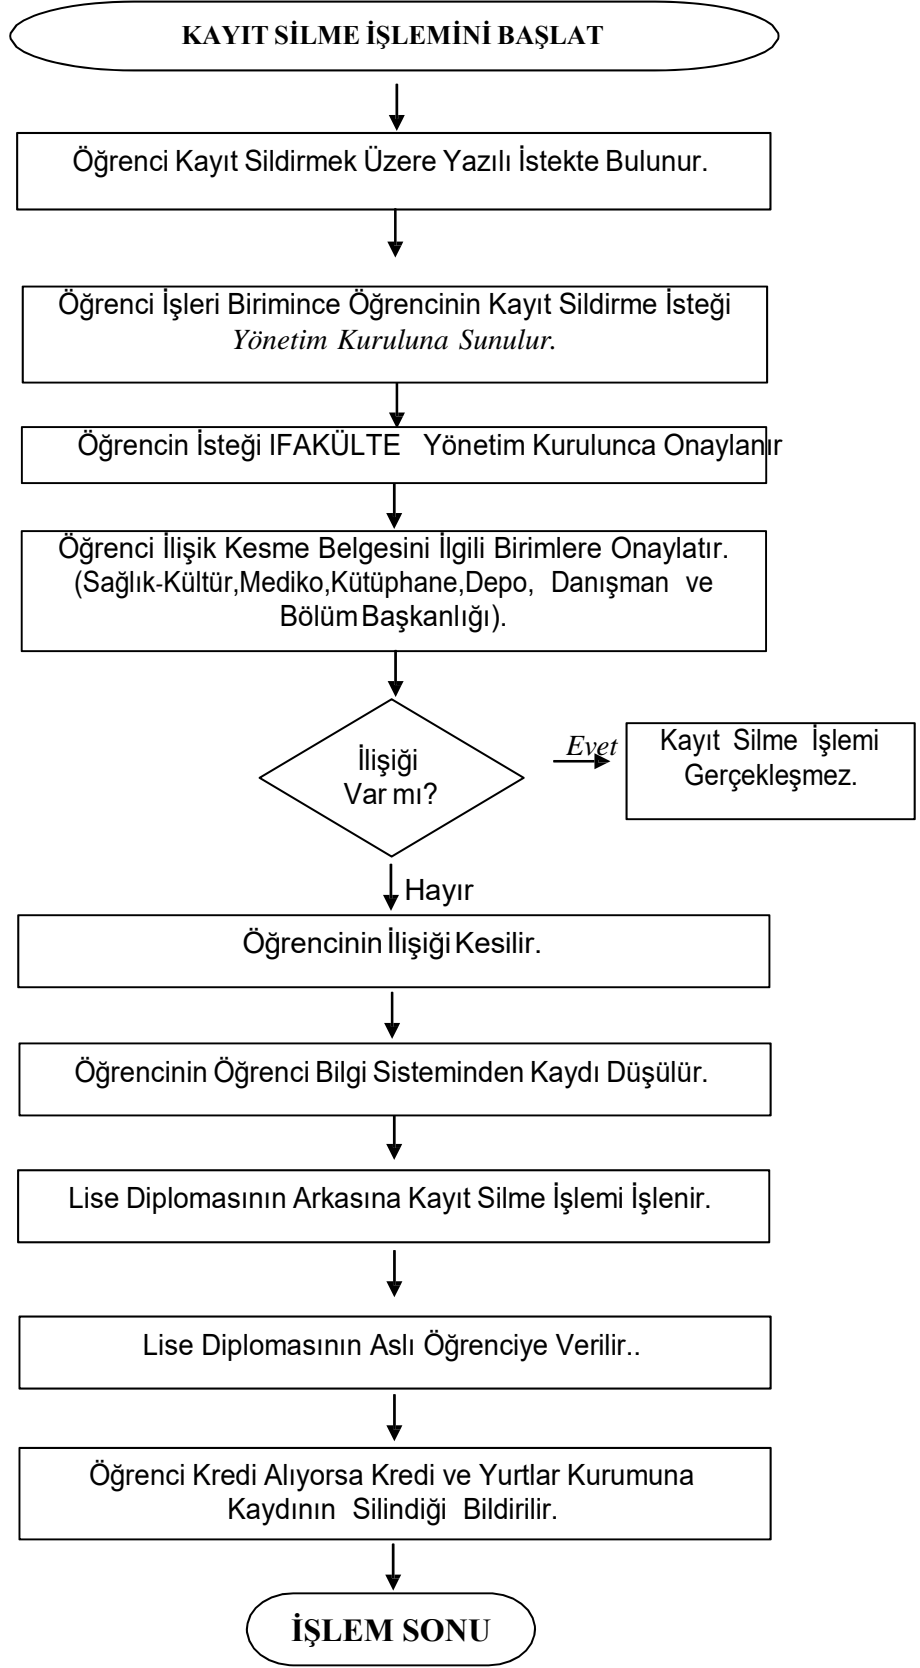 KAYIT SİLME İŞLEMİNİ BAŞLAT
Öğrenci Kayıt Sildirmek Üzere Yazılı İstekte Bulunur.
Öğrenci İşleri Birimince Öğrencinin Kayıt Sildirme İsteği
Yönetim Kuruluna Sunulur.
Öğrencin İsteği IFAKÜLTE Yönetim Kurulunca Onaylanır
Öğrenci İlişik Kesme Belgesini İlgili Birimlere Onaylatır.
(Sağlık-Kültür,Mediko,Kütüphane,Depo, Danışman ve
Bölüm Başkanlığı).
İlişiği
Var mı?
Evet
Kayıt Silme İşlemi
Gerçekleşmez.
Hayır
Öğrencinin İlişiği Kesilir.
Öğrencinin Öğrenci Bilgi Sisteminden Kaydı Düşülür.
Lise Diplomasının Arkasına Kayıt Silme İşlemi İşlenir.
Lise Diplomasının Aslı Öğrenciye Verilir..
Öğrenci Kredi Alıyorsa Kredi ve Yurtlar Kurumuna
Kaydının Silindiği Bildirilir.
İŞLEM SONU